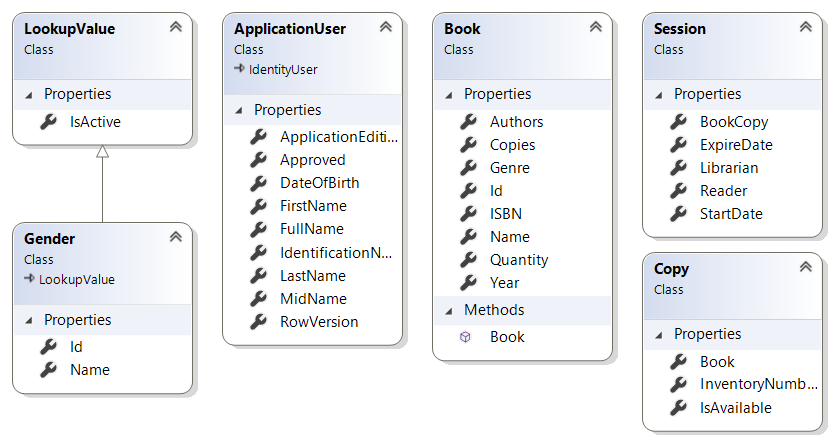 LookupValue
Class
Properties
IsActive
Gender
Class
LookupValue
Properties
Id
Name
ApplicationUser
Class
IdentityUser
Properties
ApplicationEditi...
Approved
DateOfBirth
FirstName
FullName
IdentificationN...
LastName
MidName
RowVersion
Book
Class
Properties
Authors
Copies
Genre
Id
ISBN
Name
Quantity
Year
Methods
Book
Session
Class
Properties
BookCopy
ExpireDate
Librarian
Reader
StartDate
Copy
Class
Properties
Book
InventoryNumb...
IsAvailable